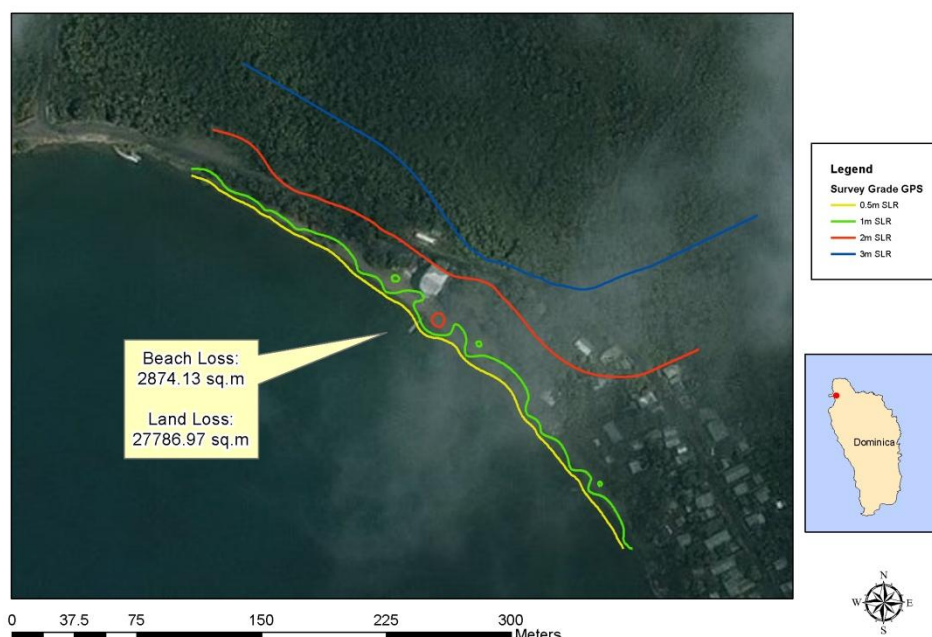 Beach Loss:
2874.13 sq.m
Land Loss:
27786.97 sq.m
Legend
Survey Grade GPS
0.5m SLR
1m SLR
2m SLR
3m SLR
Dominica
N
W E
S
0 37.5 75 150 225 300
Meters